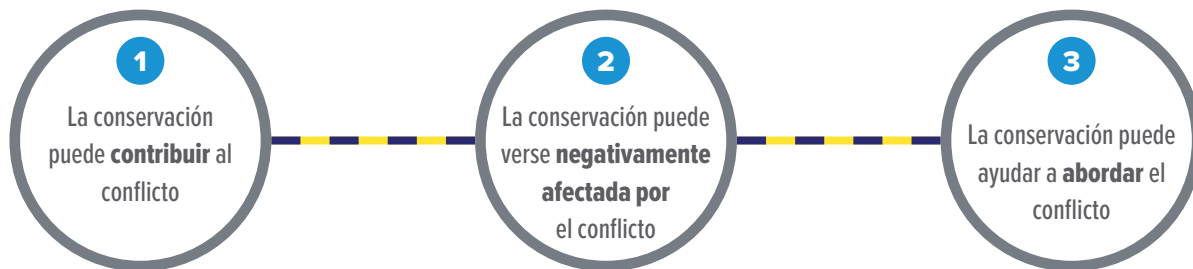 1
La conservación
puede contribuir al
conflicto
2
La conservación puede
verse negativamente
afectada por
el conflicto
3
La conservación puede
ayudar a abordar el
conflicto